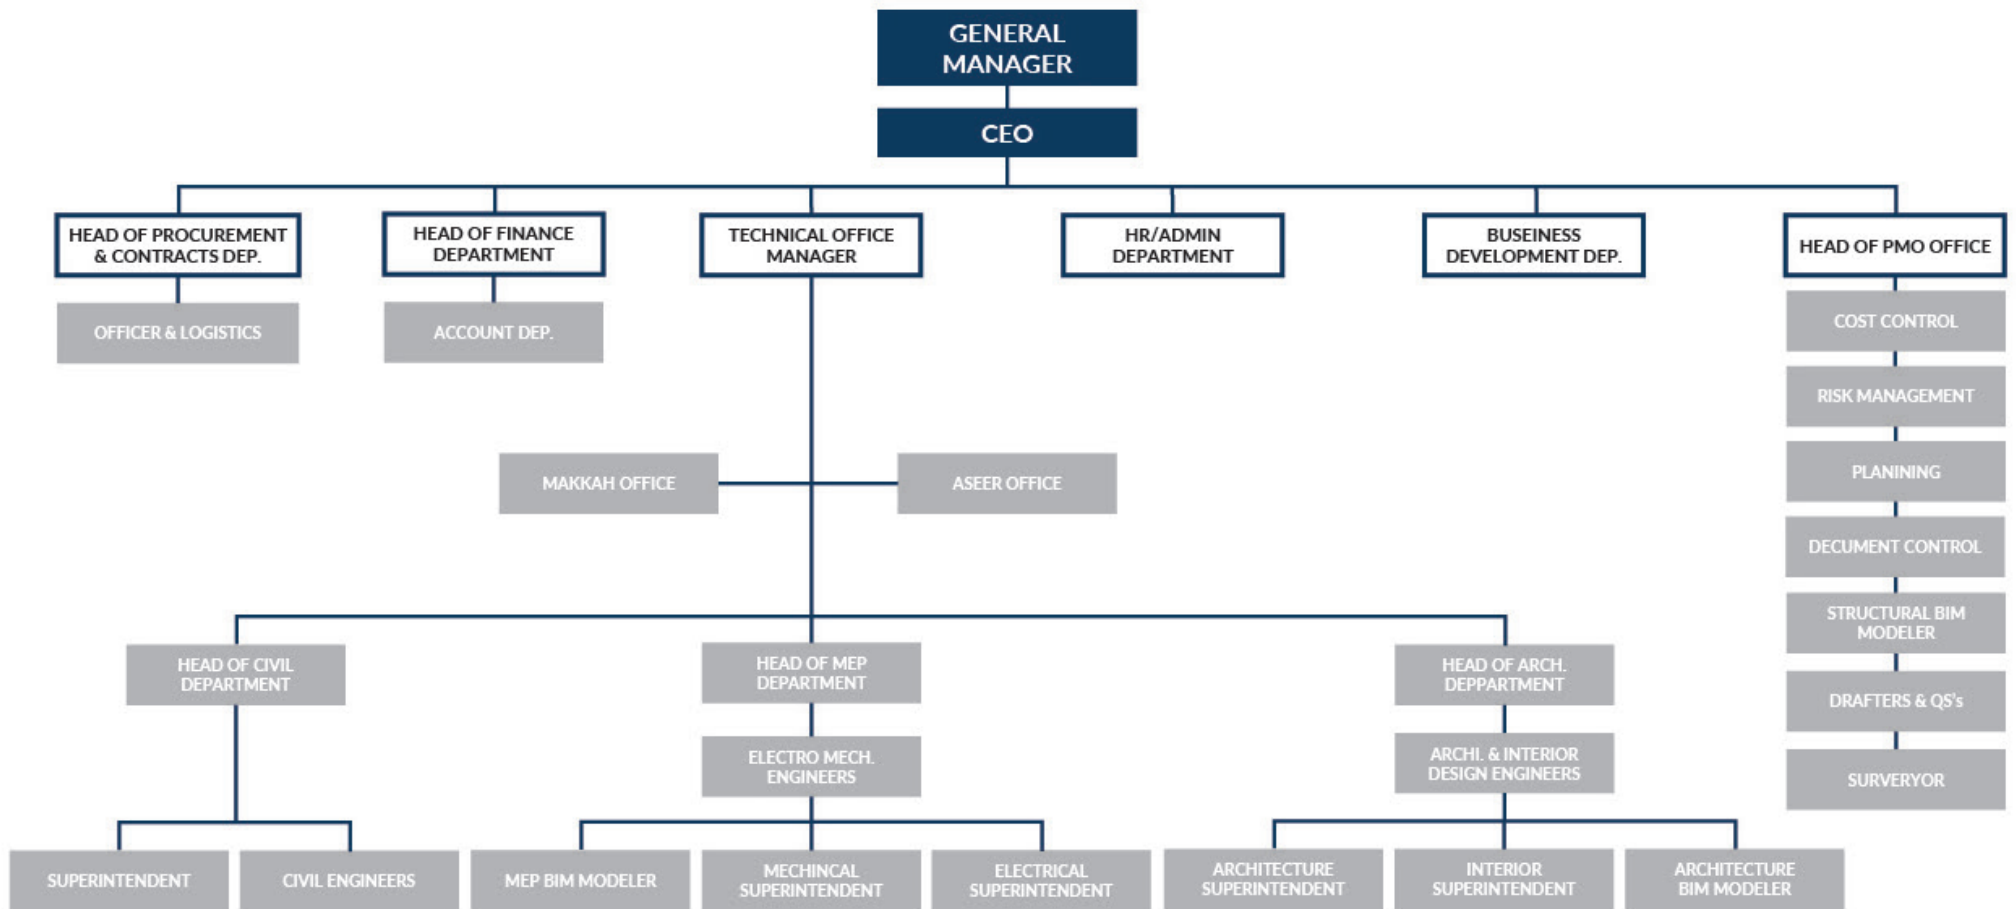 GENERAL
MANAGER
CEO
HEAD OF PROCUREMENT
& CONTRACTS DEP.
HEAD OF FINANCE
DEPARTMENT
TECHNICAL OFFICE
MANAGER
HR/ADMIN
DEPARTMENT
BUSEINESS
DEVELOPMENT DEP.
HEAD OF PMO OFFICE
OFFICER & LOGISTICS
ACCOUNT DEP.
COST CONTROL
RISK MANAGEMENT
PLANINING
DECUMENT CONTROL
STRUCTURAL BIM
MODELER
DRAFTERS & QS's
SURVERYOR
MAKKAH OFFICE
ASEER OFFICE
HEAD OF CIVIL
DEPARTMENT
HEAD OF MEP
DEPARTMENT
HEAD OF ARCH.
DEPPARTMENT
ELECTRO MECH.
ENGINEERS
ARCHI. & INTERIOR
DESIGN ENGINEERS
SUPERINTENDENT
CIVIL ENGINEERS
MEP BIM MODELER
MECHINCAL
SUPERINTENDENT
ELECTRICAL
SUPERINTENDENT
ARCHITECTURE
SUPERINTENDENT
INTERIOR
SUPERINTENDENT
ARCHITECTURE
BIM MODELER